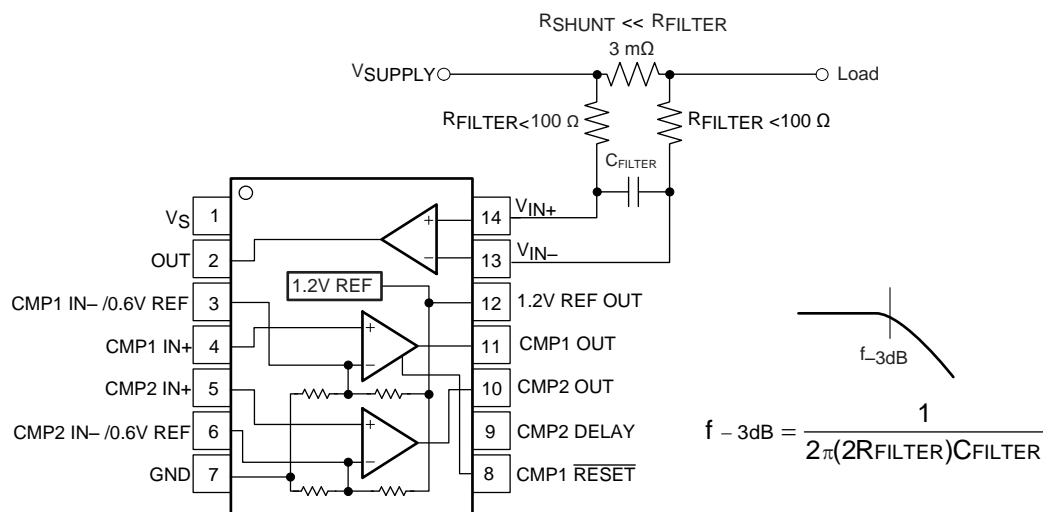 RSHUNT << RFILTER
3 mΩ
VSUPPLY
Load
RFILTER<100 Ω
RFILTER <100 Ω
CFILTER
VS
1
14
VIN+
OUT
2
13
VIN–
+
–
1.2V REF
CMP1 IN– /0.6V REF
3
12
1.2V REF OUT
CMP1 IN+
4
+
–
11
CMP1 OUT
CMP2 IN+
5
10
CMP2 OUT
CMP2 IN– /0.6V REF
6
+
–
9
CMP2 DELAY
GND
7
8
CMP1 RESET
f–3dB
f – 3dB = 1
2π(2RFILTER)CFILTER